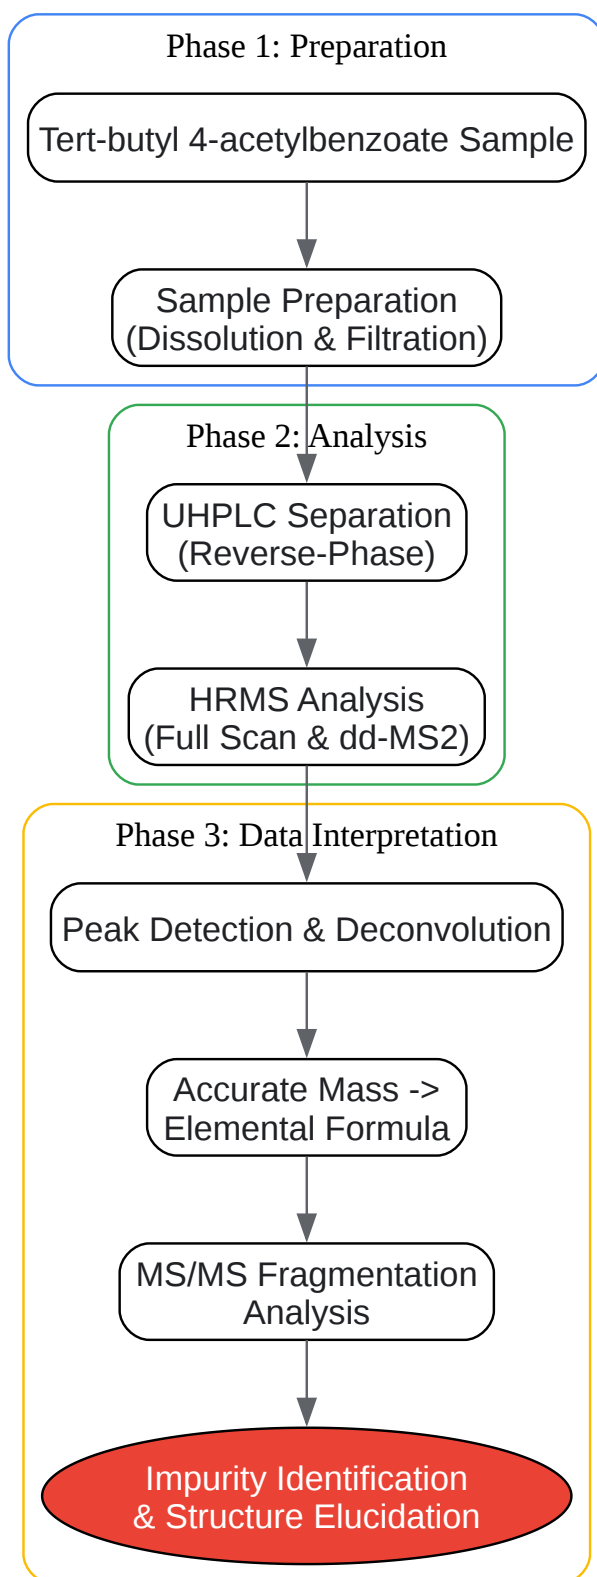 Phase 1: Preparation
Tert-butyl 4-acetylbenzoate Sample
Sample Preparation
(Dissolution & Filtration)
Phase 2: Analysis
UHPLC Separation
(Reverse-Phase)
HRMS Analysis
(Full Scan & dd-MS2)
Phase 3: Data Interpretation
Peak Detection & Deconvolution
Accurate Mass ->
Elemental Formula
MS/MS Fragmentation
Analysis
Impurity Identification
& Structure Elucidation